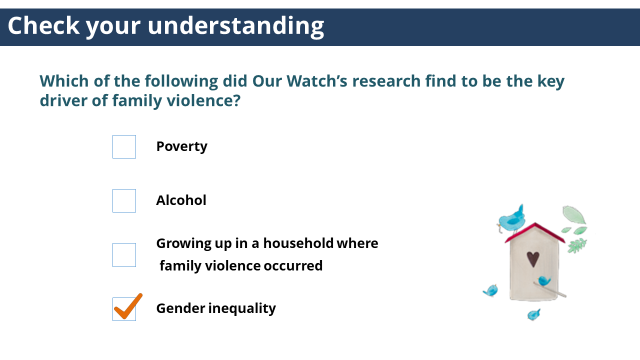 Check your understanding
Which of the following did Our Watch’s research find to be the key
driver of family violence?
Poverty
Alcohol
Growing up in a household where
family violence occurred
Gender inequality